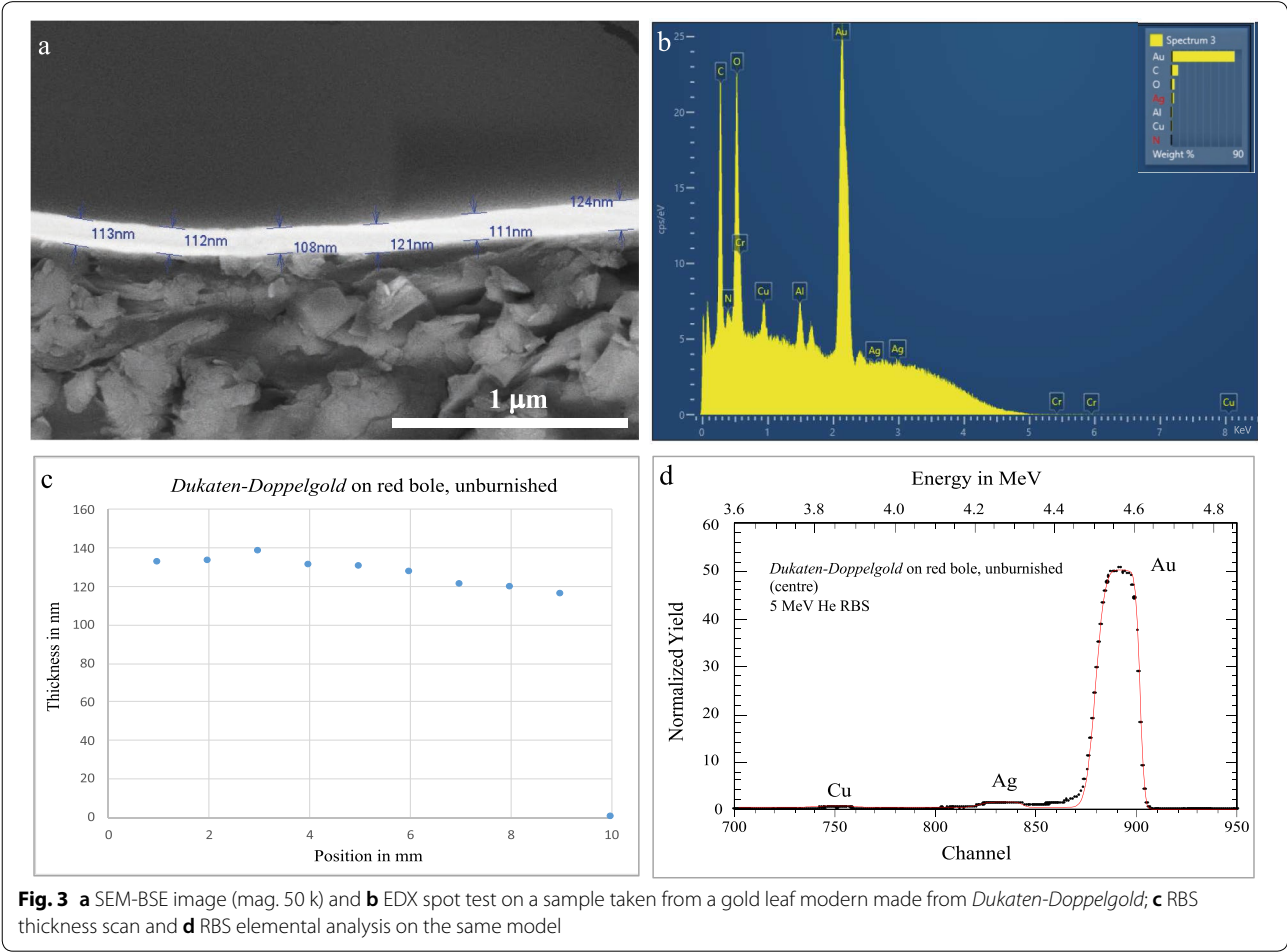 a
113nm
112nm
108nm
121nm
111nm
124nm
1 μm
b
25
20
15
10
5
0
cps/eV
C
O
Cr
N
Cu
Al
Au
Ag
Ag
Cr
Cr
Cu
0 1 2 3 4 5 6 7 8 KeV
Spectrum 3
Au
C
O
Ag
Al
Cu
N
Weight % 90
c
Dukaten-Doppelgold on red bole, unburnished
Thickness in nm
160
140
120
100
80
60
40
20
0
0 2 4 6 8 10
Position in mm
d
Energy in MeV
3.6 3.8 4.0 4.2 4.4 4.6 4.8
Normalized Yield
60
50
40
30
20
10
0
Dukaten-Doppelgold on red bole, unburnished
(centre)
5 MeV He RBS
Au
Ag
Cu
700 750 800 850 900 950
Channel
Fig. 3 a SEM-BSE image (mag. 50 k) and b EDX spot test on a sample taken from a gold leaf modern made from Dukaten-Doppelgold; c RBS
thickness scan and d RBS elemental analysis on the same model